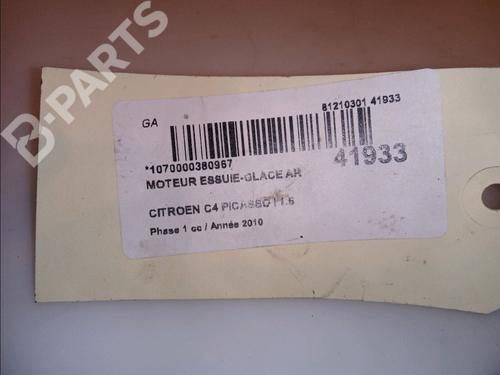 B-PARTS
GA
81210301 41933
*1070000380967
41933
MOTEUR ESSUIE-GLACE AR
CITROEN C4 PICASSO I 1.6
Phase 1 cc / Année 2010